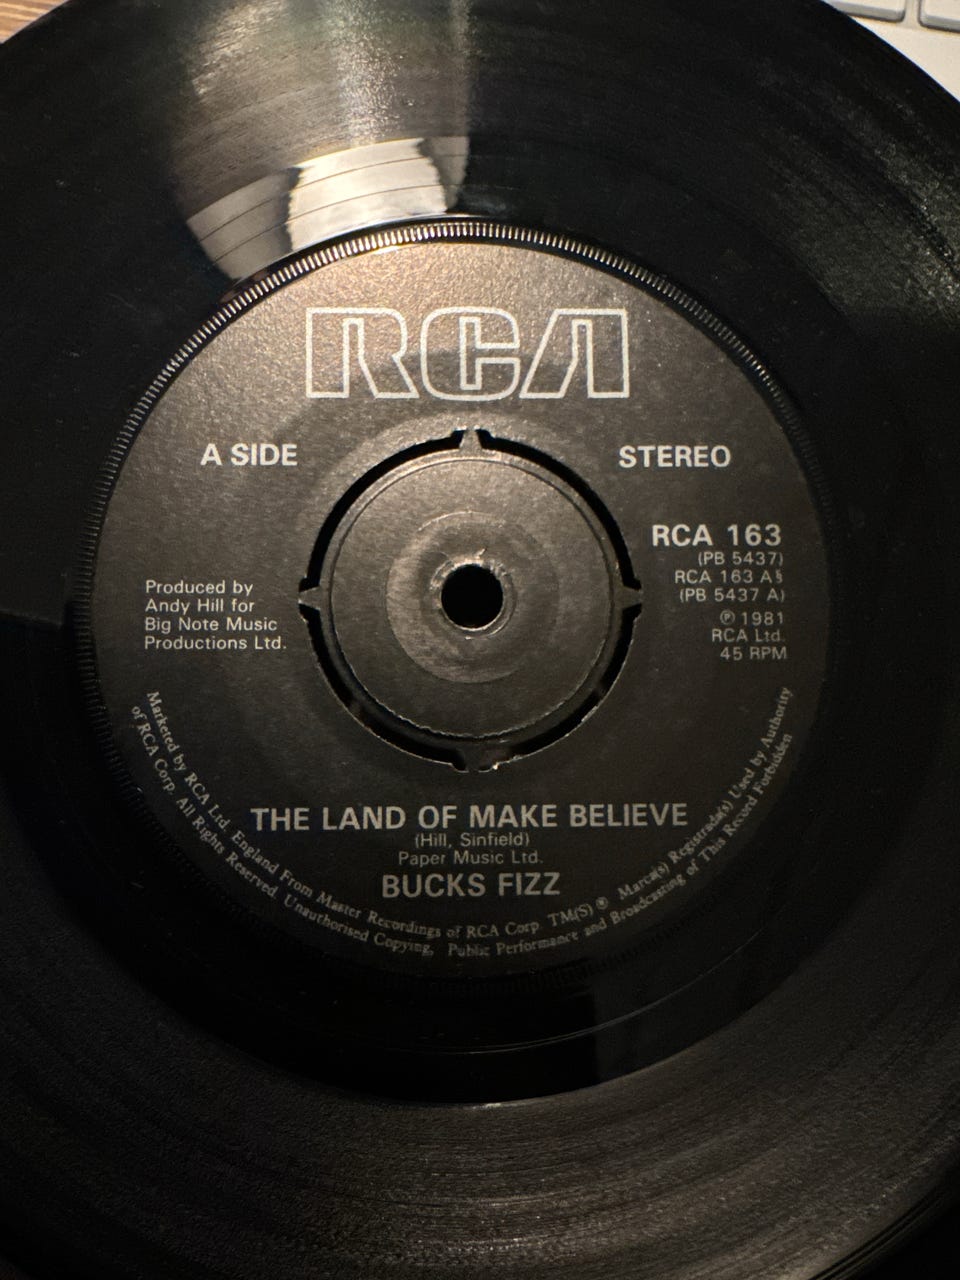 RCA
A SIDE
STEREO
RCA 163
(PB 5437)
RCA 163 A§
(PB 5437 A)
℗ 1981
RCA Ltd.
45 RPM
Produced by
Andy Hill for
Big Note Music
Productions Ltd.
THE LAND OF MAKE BELIEVE
(Hill, Sinfield)
Paper Music Ltd.
BUCKS FIZZ
Marketed by RCA Ltd. England From Master Recordings of RCA Corp. TM(S) ® Marca(s) Registrada(s) Used by Authority
of RCA Corp. All Rights Reserved. Unauthorised Copying, Public Performance and Broadcasting of This Record Forbidden